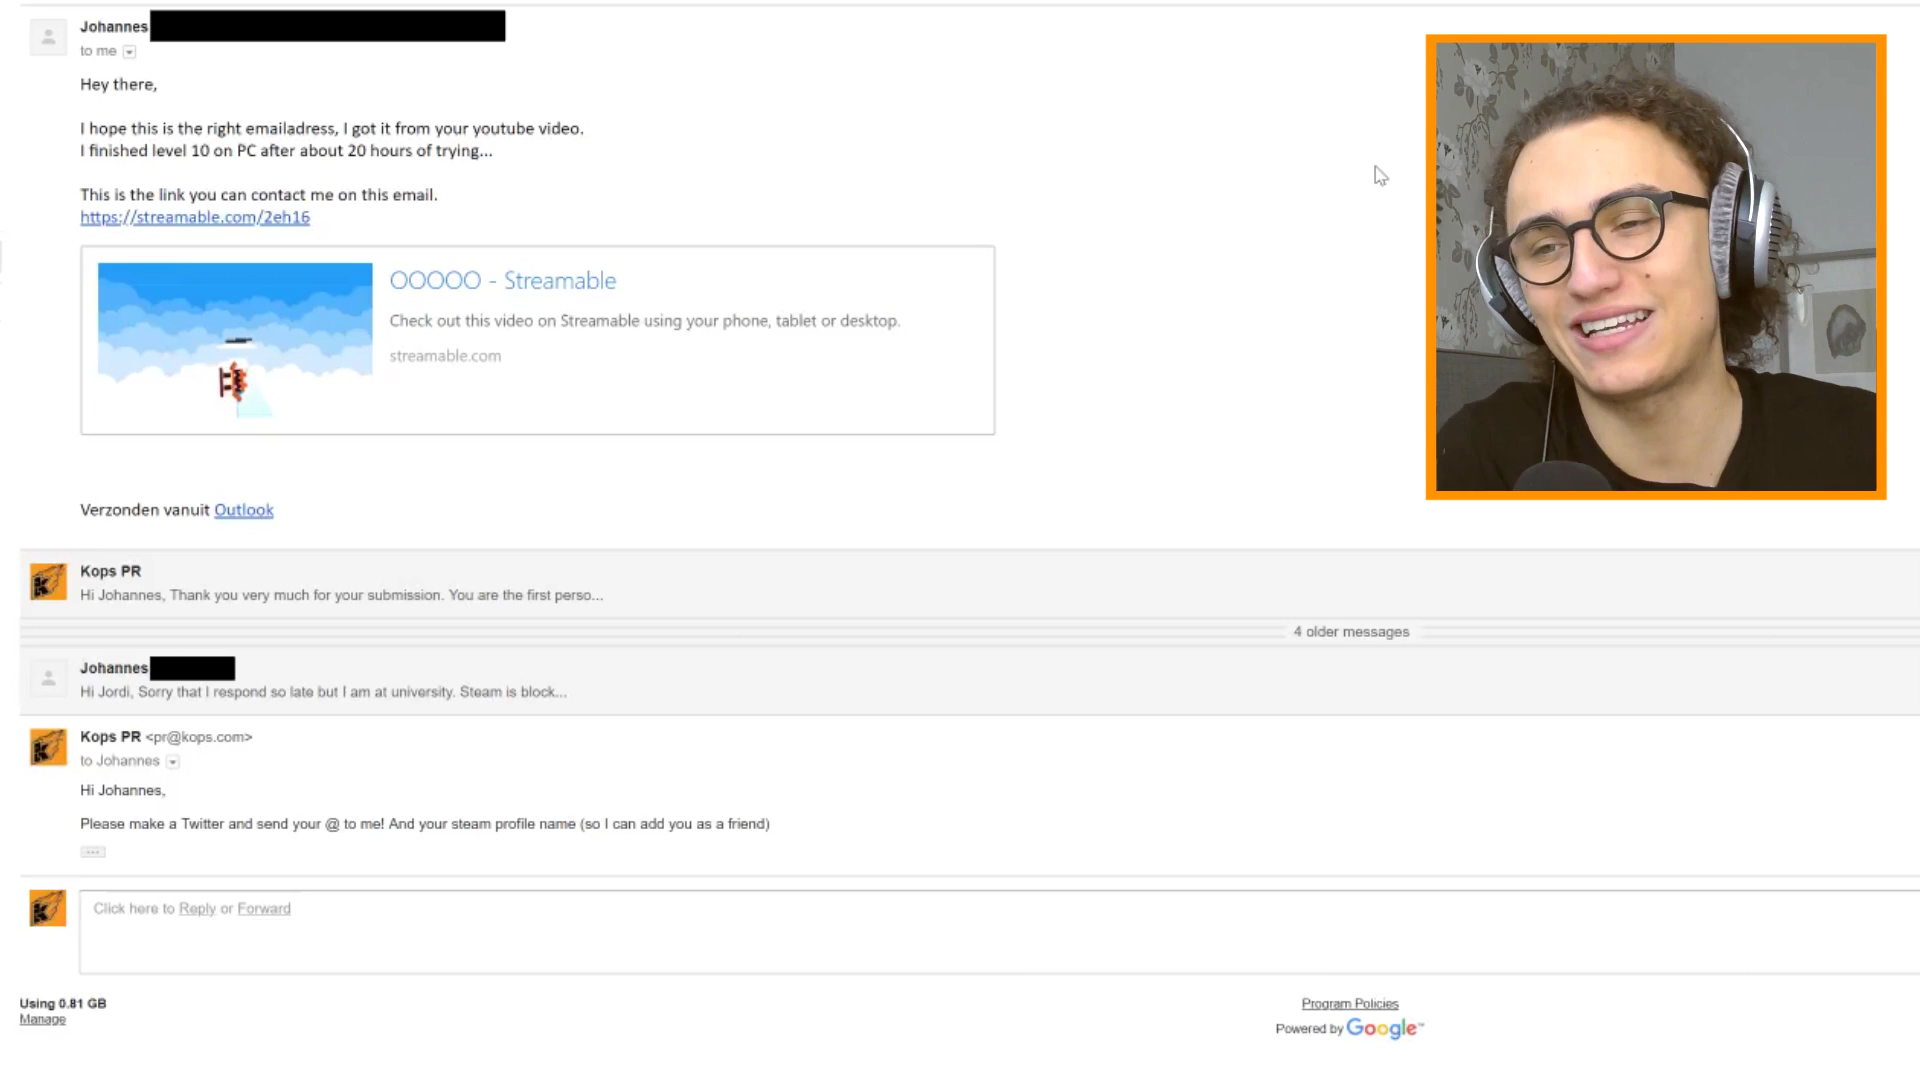 Johannes
to me
Hey there,
I hope this is the right emailadress, I got it from your youtube video.
I finished level 10 on PC after about 20 hours of trying...
This is the link you can contact me on this email.
https://streamable.com/2eh16
OOOOO - Streamable
Check out this video on Streamable using your phone, tablet or desktop.
streamable.com
Verzonden vanuit Outlook
Kops PR
Hi Johannes, Thank you very much for your submission. You are the first perso...
4 older messages
Johannes
Hi Jordi, Sorry that I respond so late but I am at university. Steam is block...
Kops PR <pr@kops.com>
to Johannes
Hi Johannes,
Please make a Twitter and send your @ to me! And your steam profile name (so I can add you as a friend)
Click here to Reply or Forward
Using 0.81 GB
Manage
Program Policies
Powered by Google™